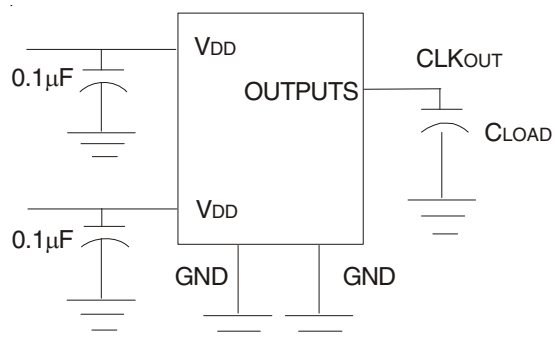 VDD
0.1μF
CLKOUT
OUTPUTS
CLOAD
VDD
0.1μF
GND
GND